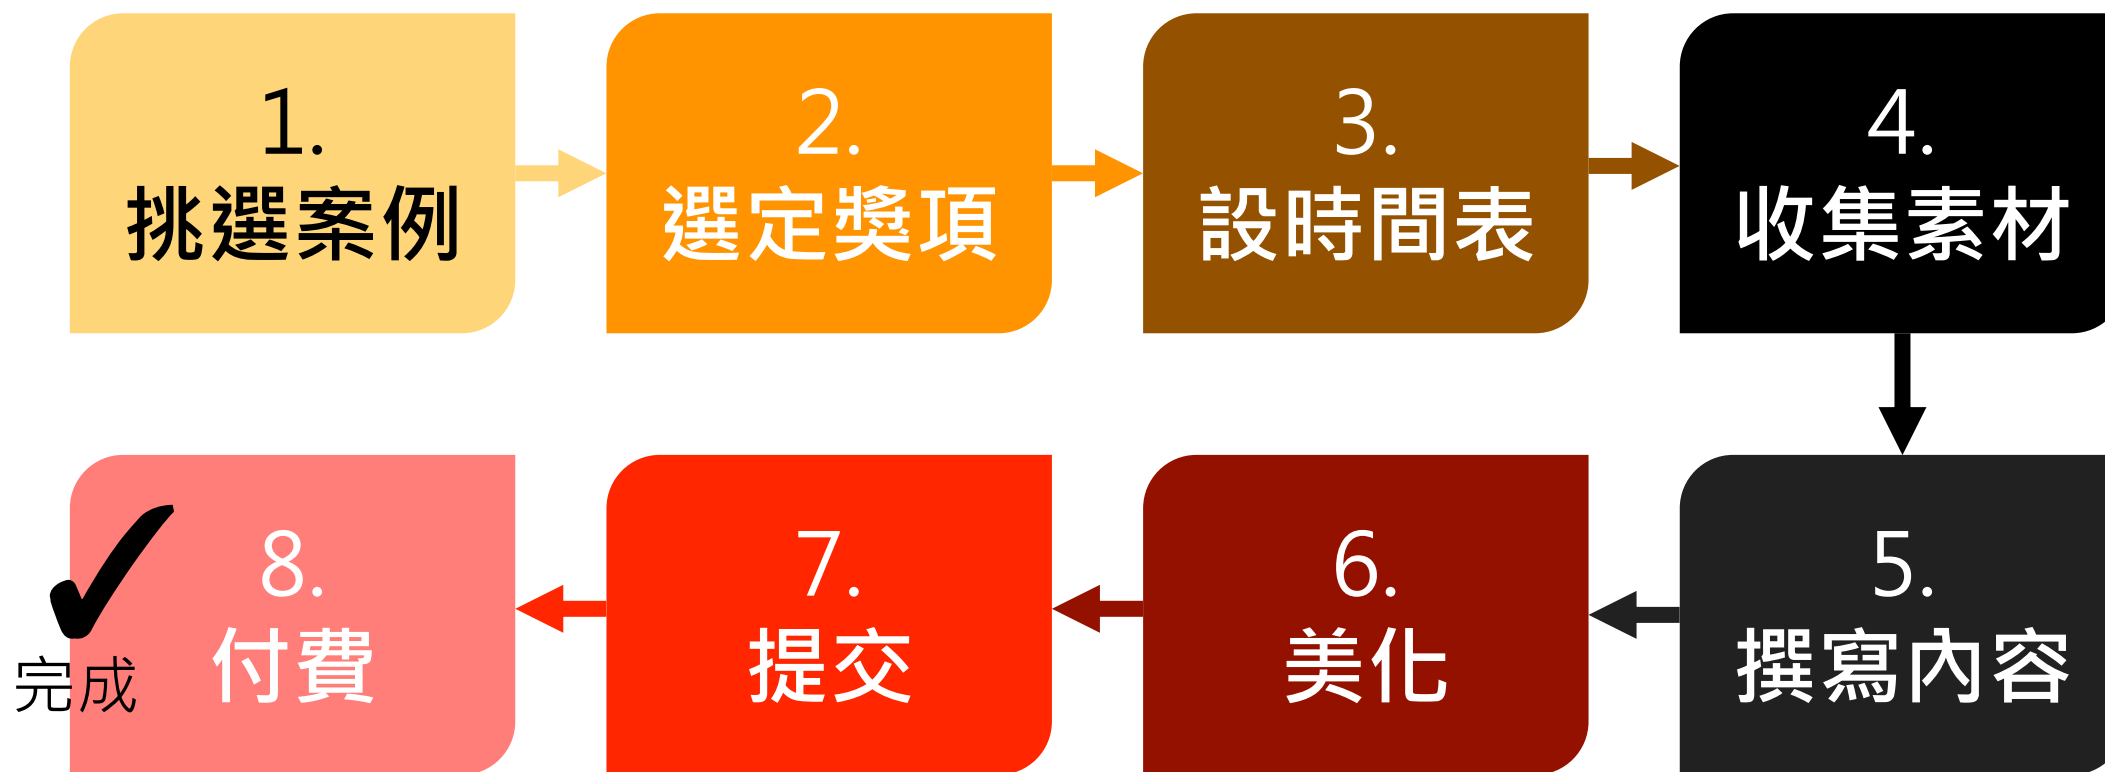 1.
挑選案例
2.
選定獎項
3.
設時間表
4.
收集素材
5.
撰寫內容
6.
美化
7.
提交
8.
付費
完成